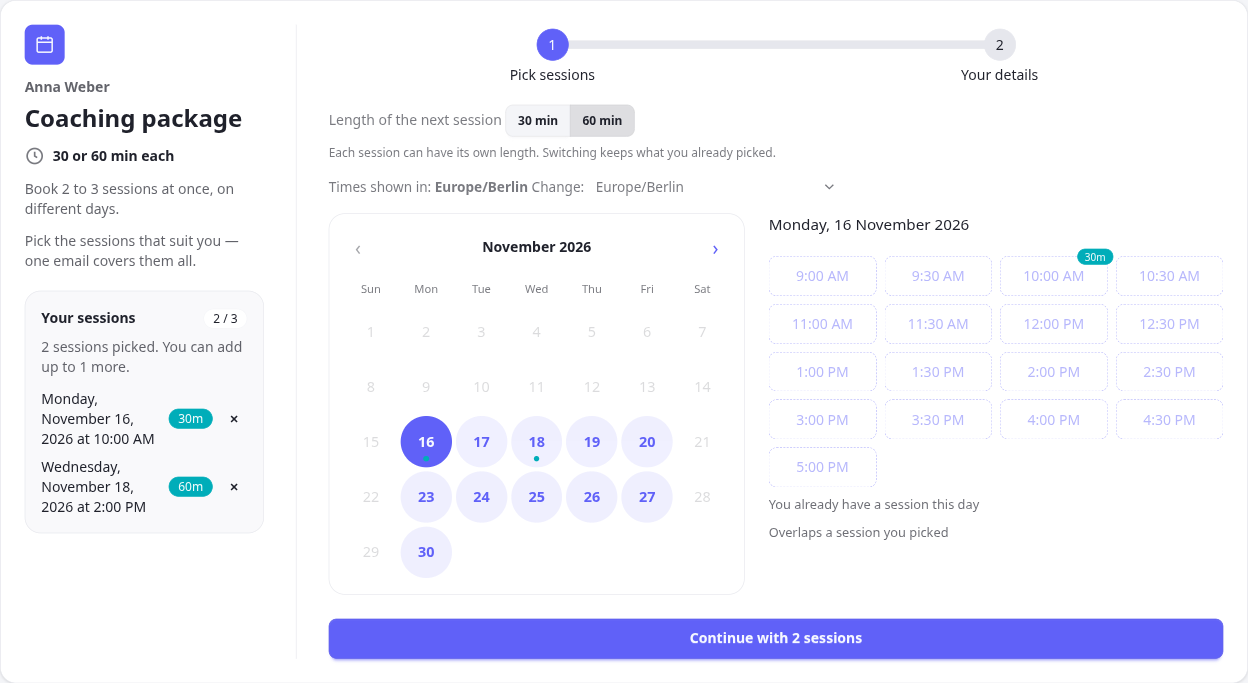 Anna Weber
Coaching package
30 or 60 min each
Book 2 to 3 sessions at once, on
different days.
Pick the sessions that suit you —
one email covers them all.
Your sessions 2 / 3
2 sessions picked. You can add
up to 1 more.
Monday,
November 16,
2026 at 10:00 AM
30m ×
Wednesday,
November 18,
2026 at 2:00 PM
60m ×
1 2
Pick sessions Your details
Length of the next session 30 min 60 min
Each session can have its own length. Switching keeps what you already picked.
Times shown in: Europe/Berlin Change: Europe/Berlin
‹ November 2026 ›
Sun Mon Tue Wed Thu Fri Sat
1 2 3 4 5 6 7
8 9 10 11 12 13 14
15 16 17 18 19 20 21
22 23 24 25 26 27 28
29 30
Monday, 16 November 2026
30m
9:00 AM 9:30 AM 10:00 AM 10:30 AM
11:00 AM 11:30 AM 12:00 PM 12:30 PM
1:00 PM 1:30 PM 2:00 PM 2:30 PM
3:00 PM 3:30 PM 4:00 PM 4:30 PM
5:00 PM
You already have a session this day
Overlaps a session you picked
Continue with 2 sessions